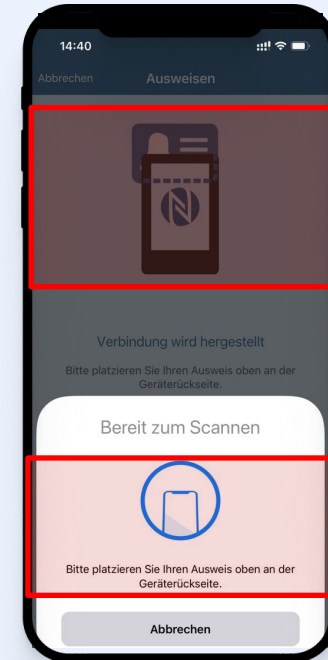 14:40
Abbrechen Ausweisen
Verbindung wird hergestellt
Bitte platzieren Sie Ihren Ausweis oben an der
Geräterückseite.
Bereit zum Scannen
Bitte platzieren Sie Ihren Ausweis oben an der
Geräterückseite.
Abbrechen